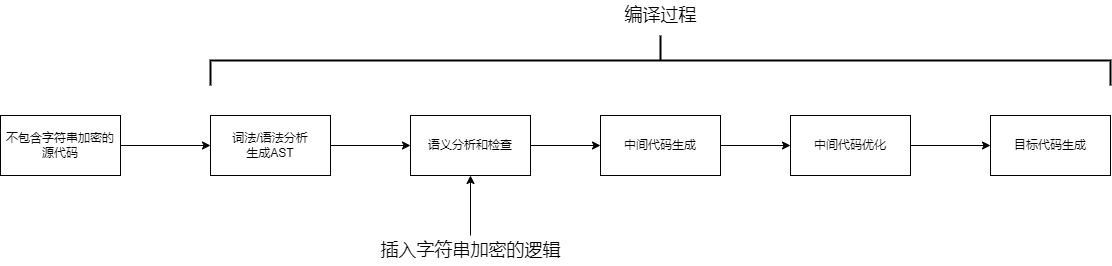 编译过程
不包含字符串加密的
源代码
词法/语法分析
生成AST
语义分析和检查
中间代码生成
中间代码优化
目标代码生成
插入字符串加密的逻辑